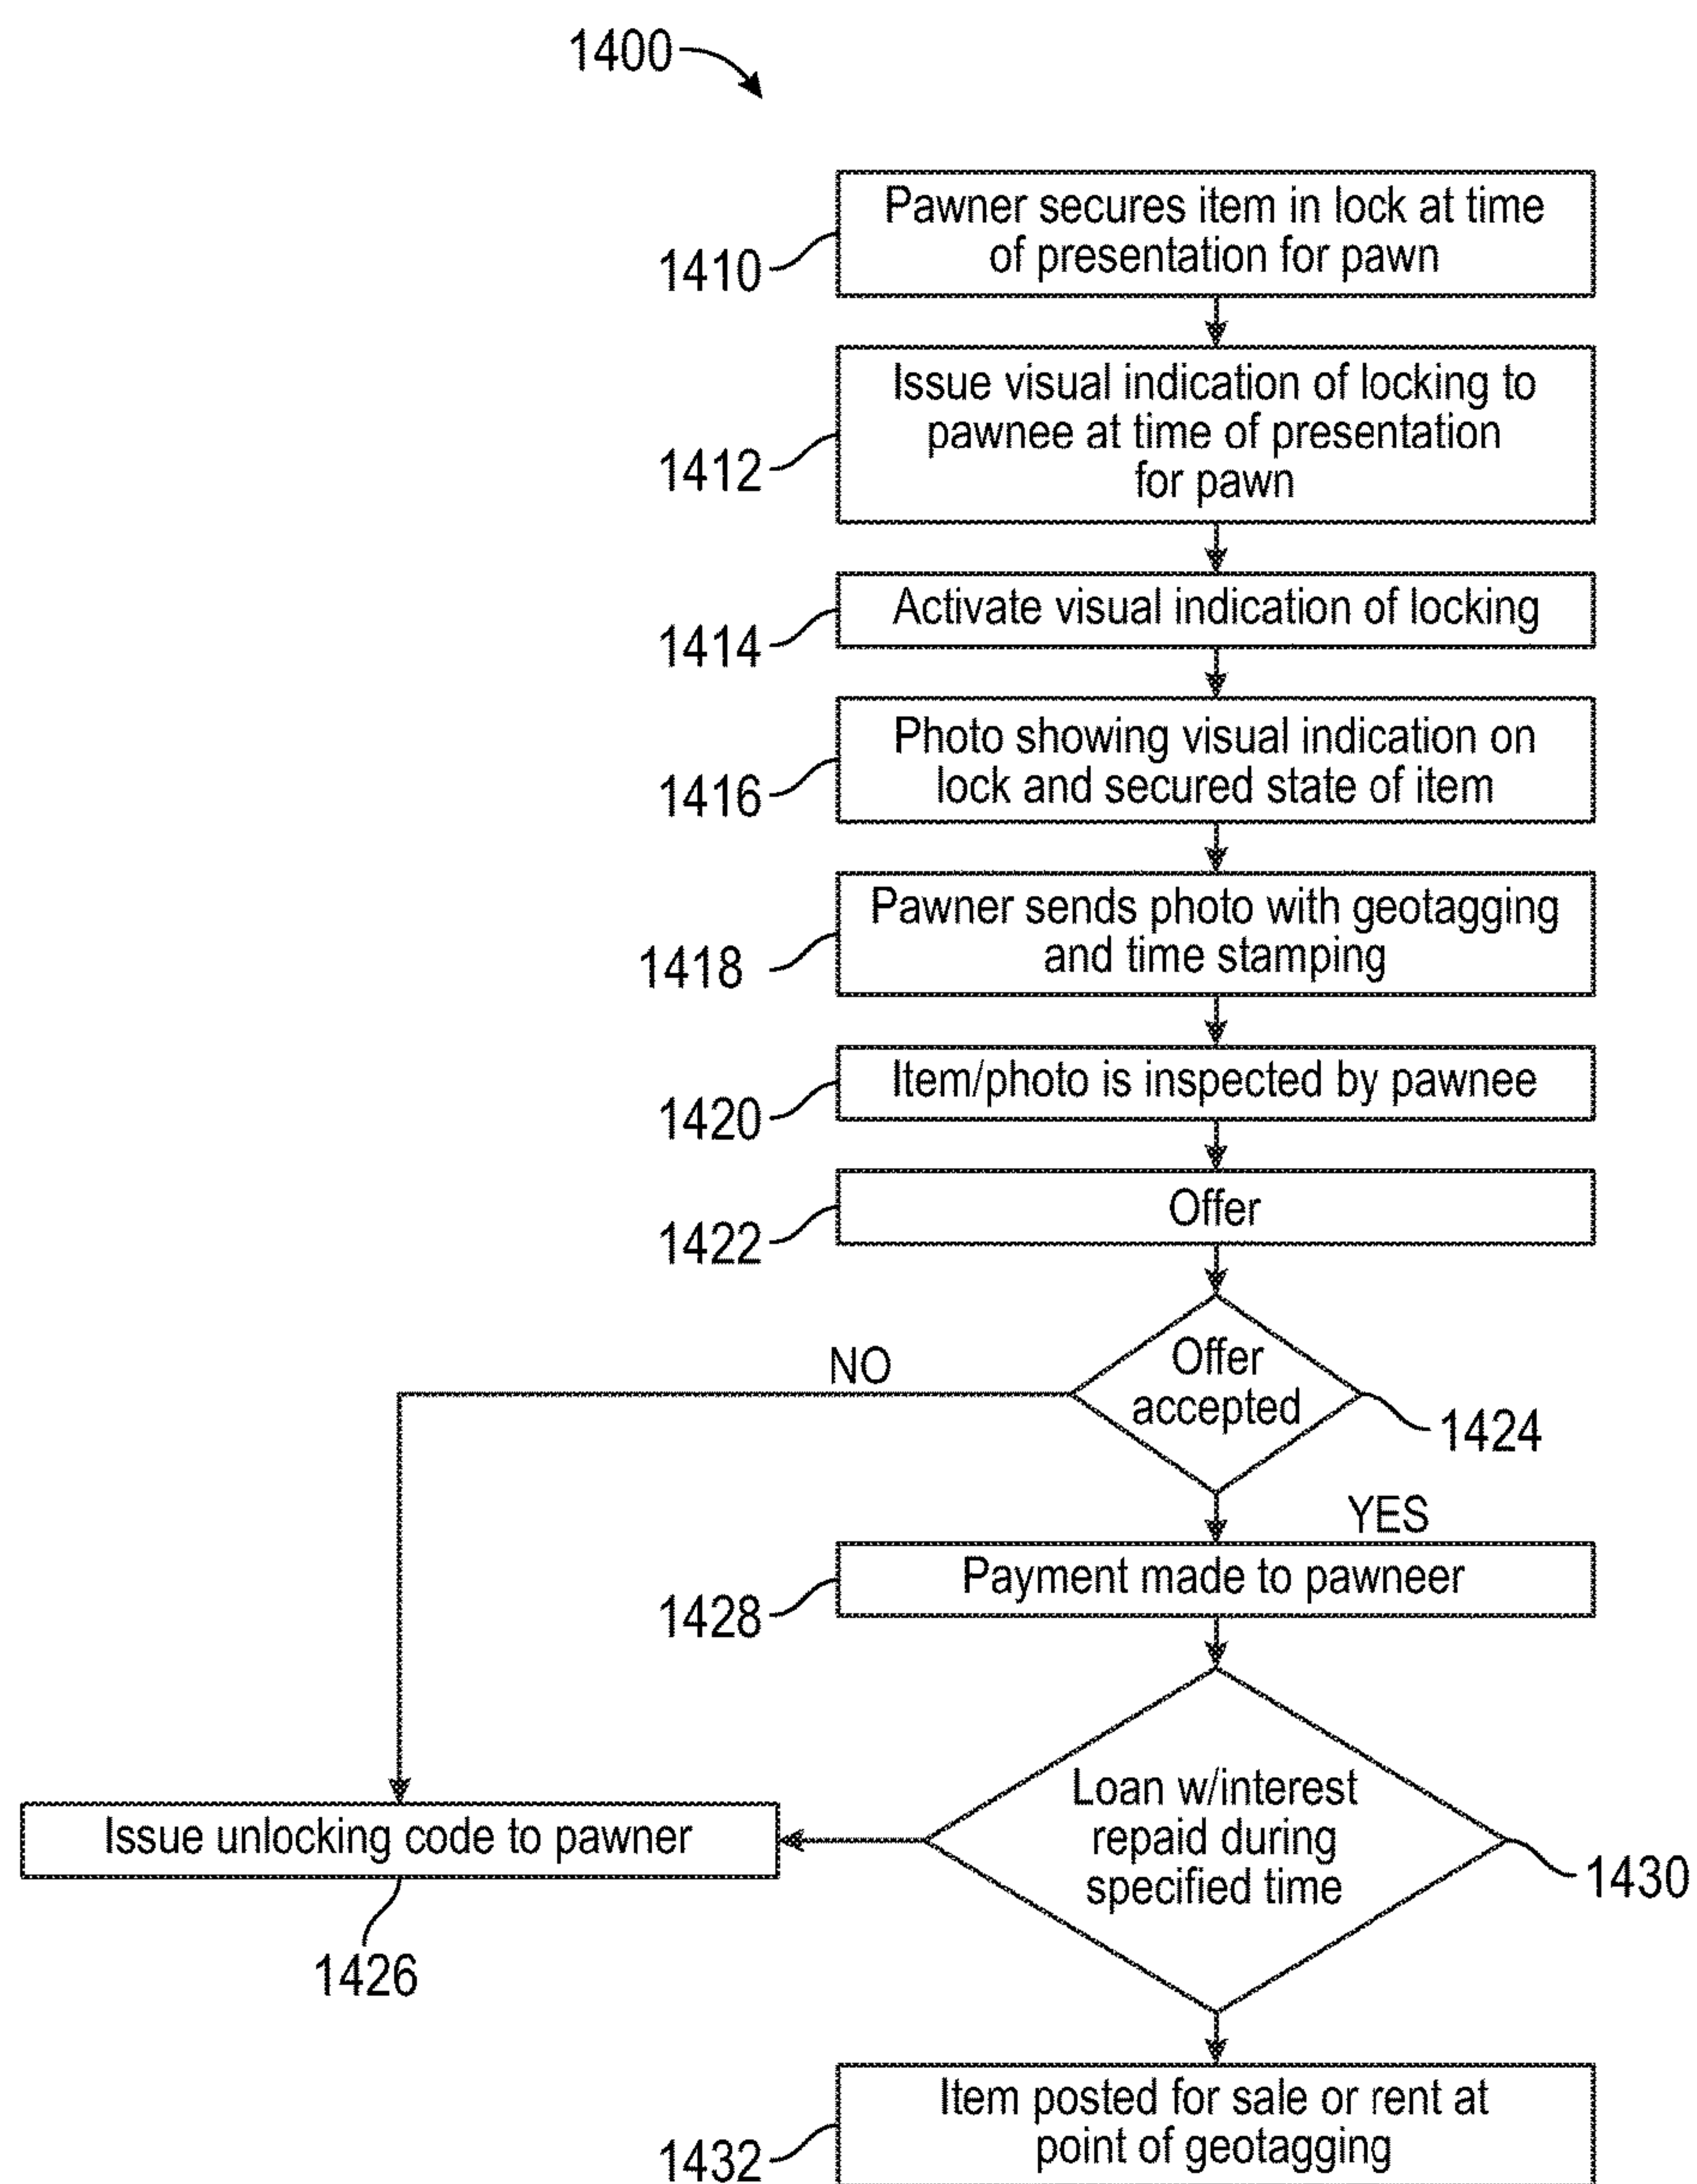 1400
Pawner secures item in lock at time
of presentation for pawn
1410
Issue visual indication of locking to
pawnee at time of presentation
for pawn
1412
Activate visual indication of locking
1414
Photo showing visual indication on
lock and secured state of item
1416
Pawner sends photo with geotagging
and time stamping
1418
Item/photo is inspected by pawnee
1420
Offer
1422
NO
Offer
accepted
1424
YES
Payment made to pawneer
1428
Loan w/interest
repaid during
specified time
1430
Issue unlocking code to pawner
1426
Item posted for sale or rent at
point of geotagging
1432